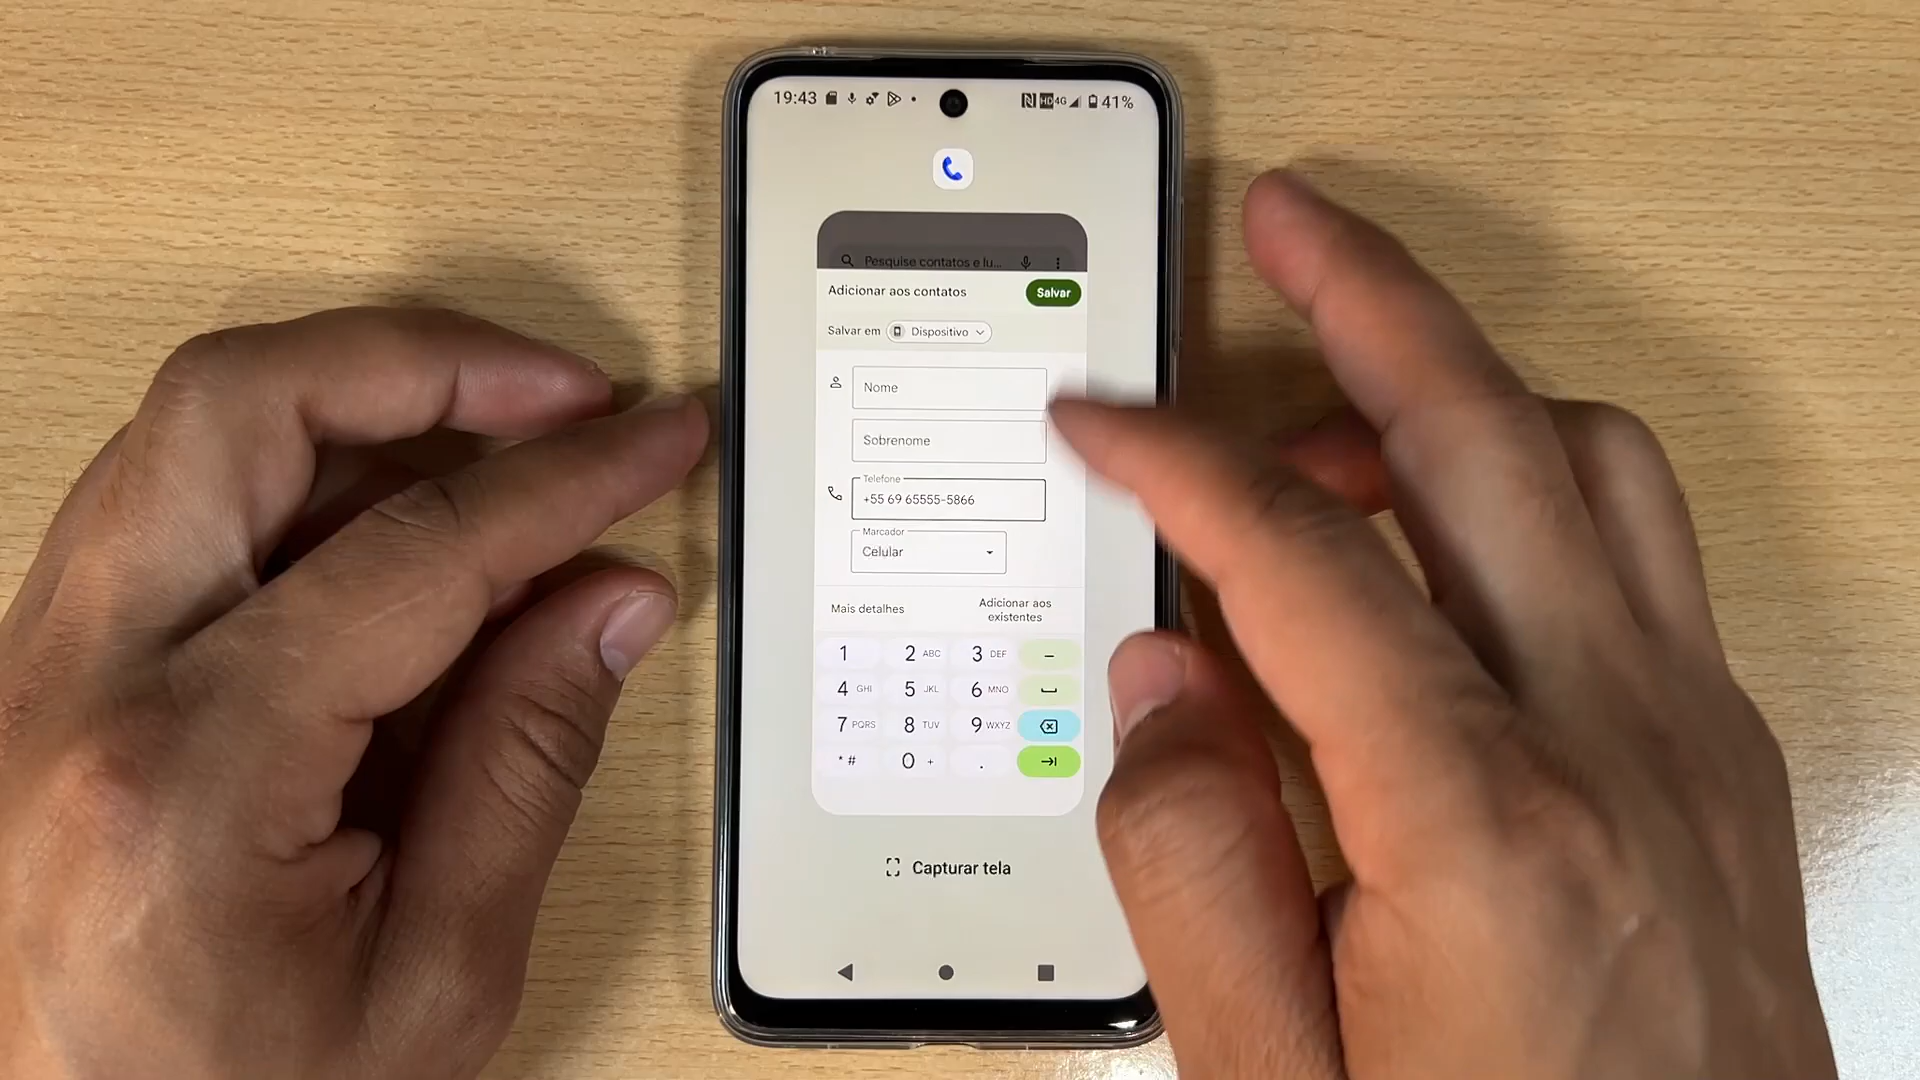 19:43 HD 4G 41%
Pesquise contatos e lu...
Adicionar aos contatos Salvar
Salvar em Dispositivo
Nome
Sobrenome
Telefone
+55 69 65555-5866
Marcador
Celular
Mais detalhes Adicionar aos existentes
1 2 ABC 3 DEF –
4 GHI 5 JKL 6 MNO
7 PQRS 8 TUV 9 WXYZ
* # 0 + .
Capturar tela